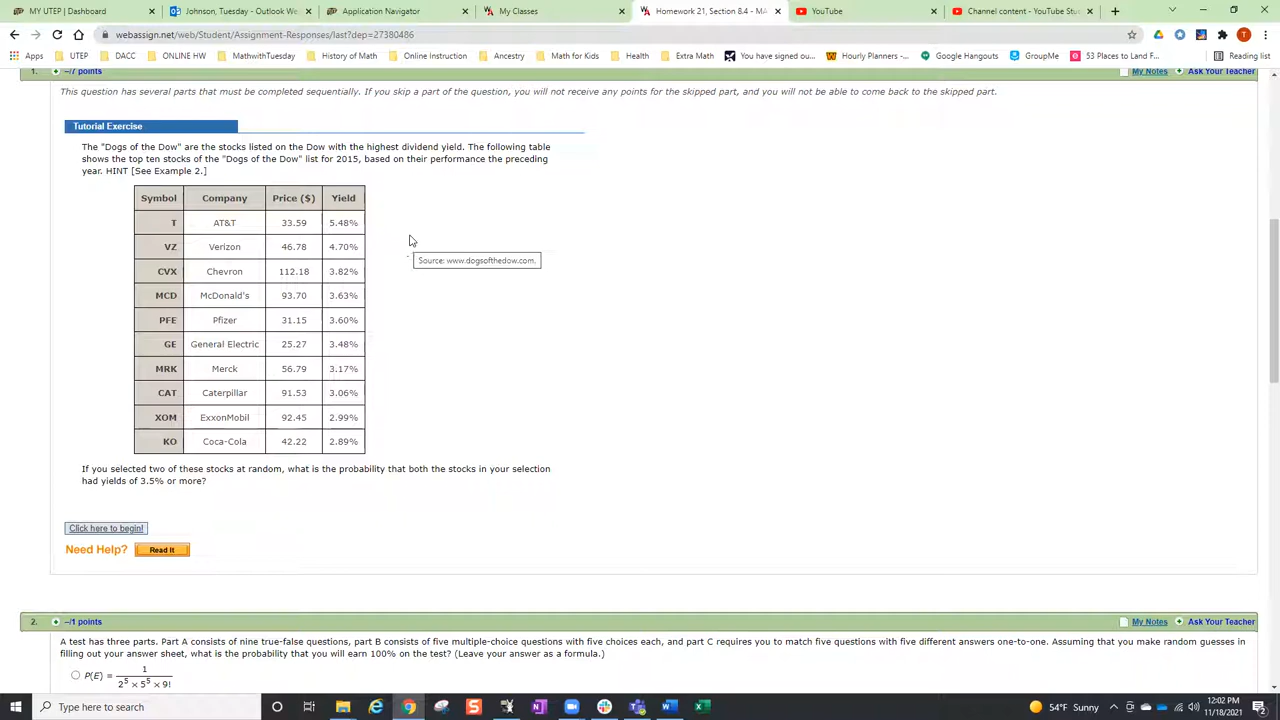 MY UTEP | Dashboard
Johnson, Tuesday - Outlook We
Application Navigator
My Classes
Homework 21, Section 8.4 - MA
YouTube
Channel content - YouTube Stu
webassign.net/web/Student/Assignment-Responses/last?dep=27380486
Apps
UTEP
DACC
ONLINE HW
MathwithTuesday
History of Math
Online Instruction
Ancestry
Math for Kids
Health
Extra Math
You have signed ou...
Hourly Planners –...
Google Hangouts
GroupMe
53 Places to Land F...
Reading list
1. –/7 points My Notes Ask Your Teacher
This question has several parts that must be completed sequentially. If you skip a part of the question, you will not receive any points for the skipped part, and you will not be able to come back to the skipped part.
Tutorial Exercise
The "Dogs of the Dow" are the stocks listed on the Dow with the highest dividend yield. The following table
shows the top ten stocks of the "Dogs of the Dow" list for 2015, based on their performance the preceding
year. HINT [See Example 2.]
Symbol Company Price ($) Yield
T AT&T 33.59 5.48%
VZ Verizon 46.78 4.70%
Source: www.dogsofthedow.com.
CVX Chevron 112.18 3.82%
MCD McDonald's 93.70 3.63%
PFE Pfizer 31.15 3.60%
GE General Electric 25.27 3.48%
MRK Merck 56.79 3.17%
CAT Caterpillar 91.53 3.06%
XOM ExxonMobil 92.45 2.99%
KO Coca-Cola 42.22 2.89%
If you selected two of these stocks at random, what is the probability that both the stocks in your selection
had yields of 3.5% or more?
Click here to begin!
Need Help? Read It
2. –/1 points My Notes Ask Your Teacher
A test has three parts. Part A consists of nine true-false questions, part B consists of five multiple-choice questions with five choices each, and part C requires you to match five questions with five different answers one-to-one. Assuming that you make random guesses in
filling out your answer sheet, what is the probability that you will earn 100% on the test? (Leave your answer as a formula.)
P(E) = 1 / 2⁵ × 5⁵ × 9!
Type here to search
54°F Sunny
12:02 PM
11/18/2021